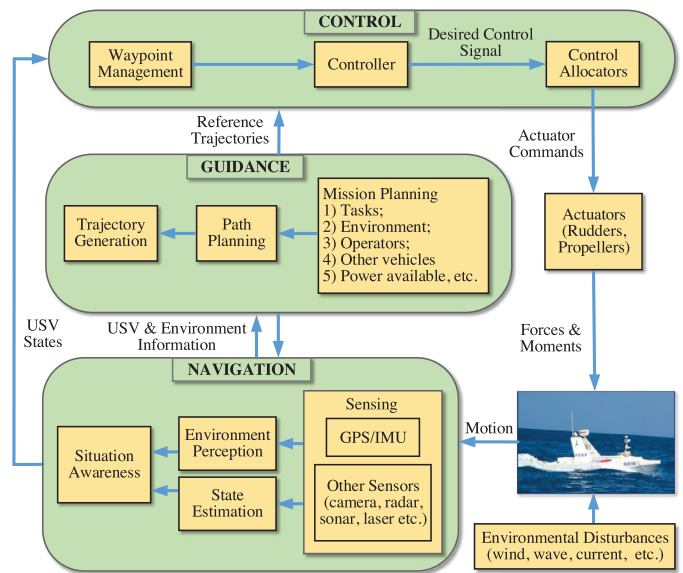 CONTROL
Waypoint
Management
Controller
Desired Control
Signal
Control
Allocators
Reference
Trajectories
Actuator
Commands
GUIDANCE
Trajectory
Generation
Path
Planning
Mission Planning
1) Tasks;
2) Environment;
3) Operators;
4) Other vehicles
5) Power available, etc.
Actuators
(Rudders,
Propellers)
USV
States
USV & Environment
Information
Forces &
Moments
NAVIGATION
Situation
Awareness
Environment
Perception
State
Estimation
Sensing
GPS/IMU
Other Sensors
(camera, radar,
sonar, laser etc.)
Motion
Environmental Disturbances
(wind, wave, current,  etc.)